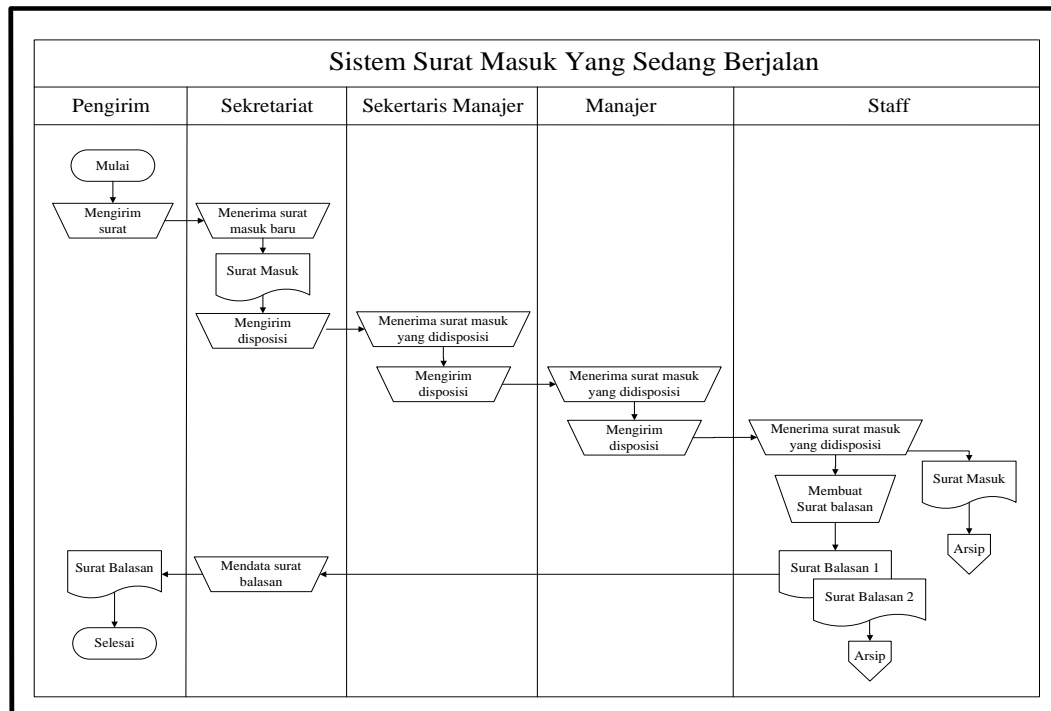 Sistem Surat Masuk Yang Sedang Berjalan
Pengirim
Sekretariat
Sekertaris Manajer
Manajer
Staff
Mulai
Mengirim
surat
Menerima surat
masuk baru
Surat Masuk
Mengirim
disposisi
Menerima surat masuk
yang didisposisi
Mengirim
disposisi
Menerima surat masuk
yang didisposisi
Mengirim
disposisi
Menerima surat masuk
yang didisposisi
Surat Masuk
Membuat
Surat balasan
Arsip
Surat Balasan
Mendata surat
balasan
Surat Balasan 1
Surat Balasan 2
Selesai
Arsip